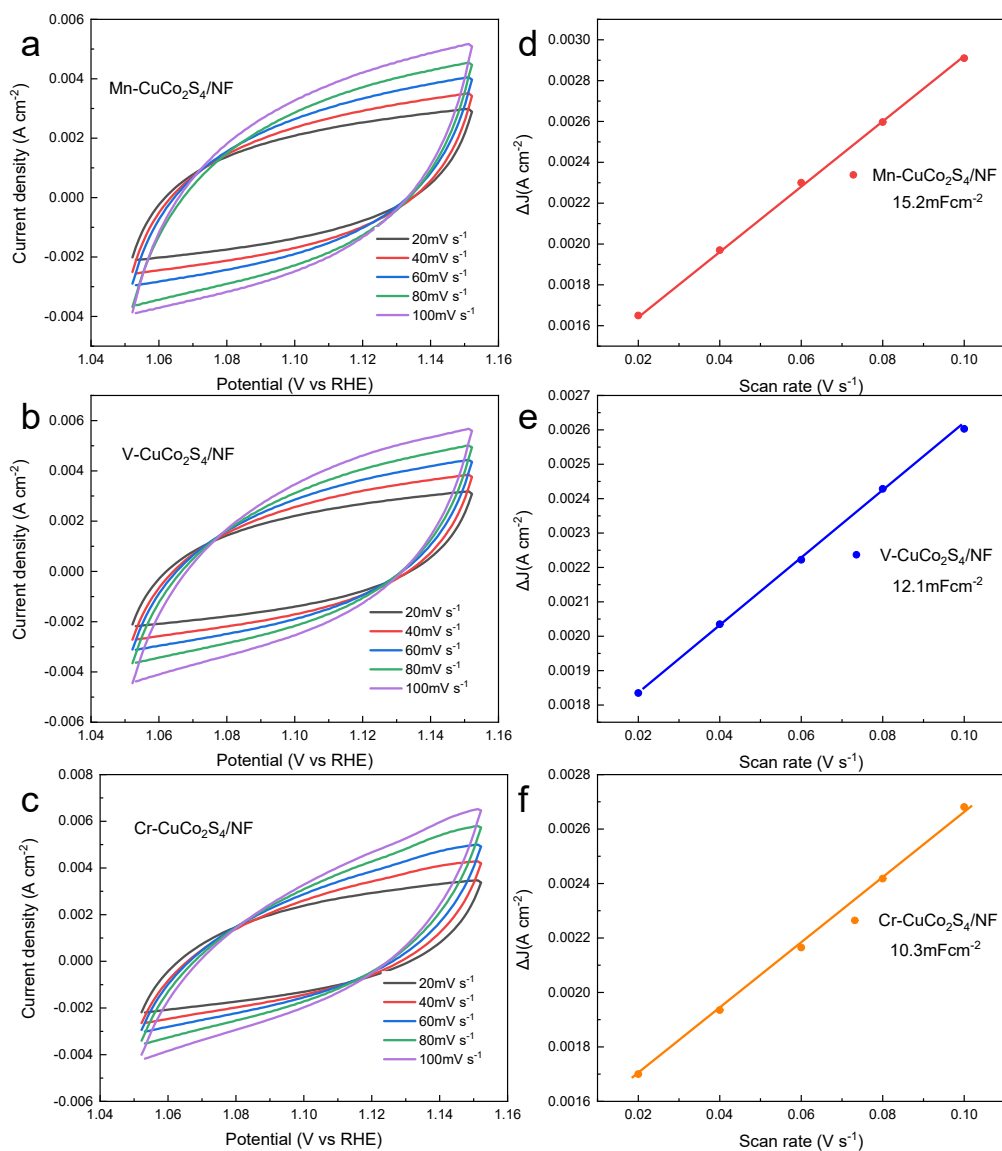 a
Mn-CuCo₂S₄/NF
Current density (A cm⁻²)
0.006
0.004
0.002
0.000
-0.002
-0.004
20mV s⁻¹
40mV s⁻¹
60mV s⁻¹
80mV s⁻¹
100mV s⁻¹
1.04
1.06
1.08
1.10
1.12
1.14
1.16
Potential (V vs RHE)
d
ΔJ(A cm⁻²)
0.0030
0.0028
0.0026
0.0024
0.0022
0.0020
0.0018
0.0016
Mn-CuCo₂S₄/NF
15.2mFcm⁻²
0.02
0.04
0.06
0.08
0.10
Scan rate (V s⁻¹)
b
V-CuCo₂S₄/NF
Current density (A cm⁻²)
0.006
0.004
0.002
0.000
-0.002
-0.004
-0.006
20mV s⁻¹
40mV s⁻¹
60mV s⁻¹
80mV s⁻¹
100mV s⁻¹
1.04
1.06
1.08
1.10
1.12
1.14
1.16
Potential (V vs RHE)
e
ΔJ(A cm⁻²)
0.0027
0.0026
0.0024
0.0022
0.0021
0.0020
0.0018
V-CuCo₂S₄/NF
12.1mFcm⁻²
0.02
0.04
0.06
0.08
0.10
Scan rate (V s⁻¹)
c
Cr-CuCo₂S₄/NF
Current density (A cm⁻²)
0.008
0.006
0.004
0.002
0.000
-0.002
-0.004
-0.006
20mV s⁻¹
40mV s⁻¹
60mV s⁻¹
80mV s⁻¹
100mV s⁻¹
1.04
1.06
1.08
1.10
1.12
1.14
1.16
Potential (V vs RHE)
f
ΔJ(A cm⁻²)
0.0028
0.0026
0.0024
0.0022
0.0020
0.0018
0.0016
Cr-CuCo₂S₄/NF
10.3mFcm⁻²
0.02
0.04
0.06
0.08
0.10
Scan rate (V s⁻¹)